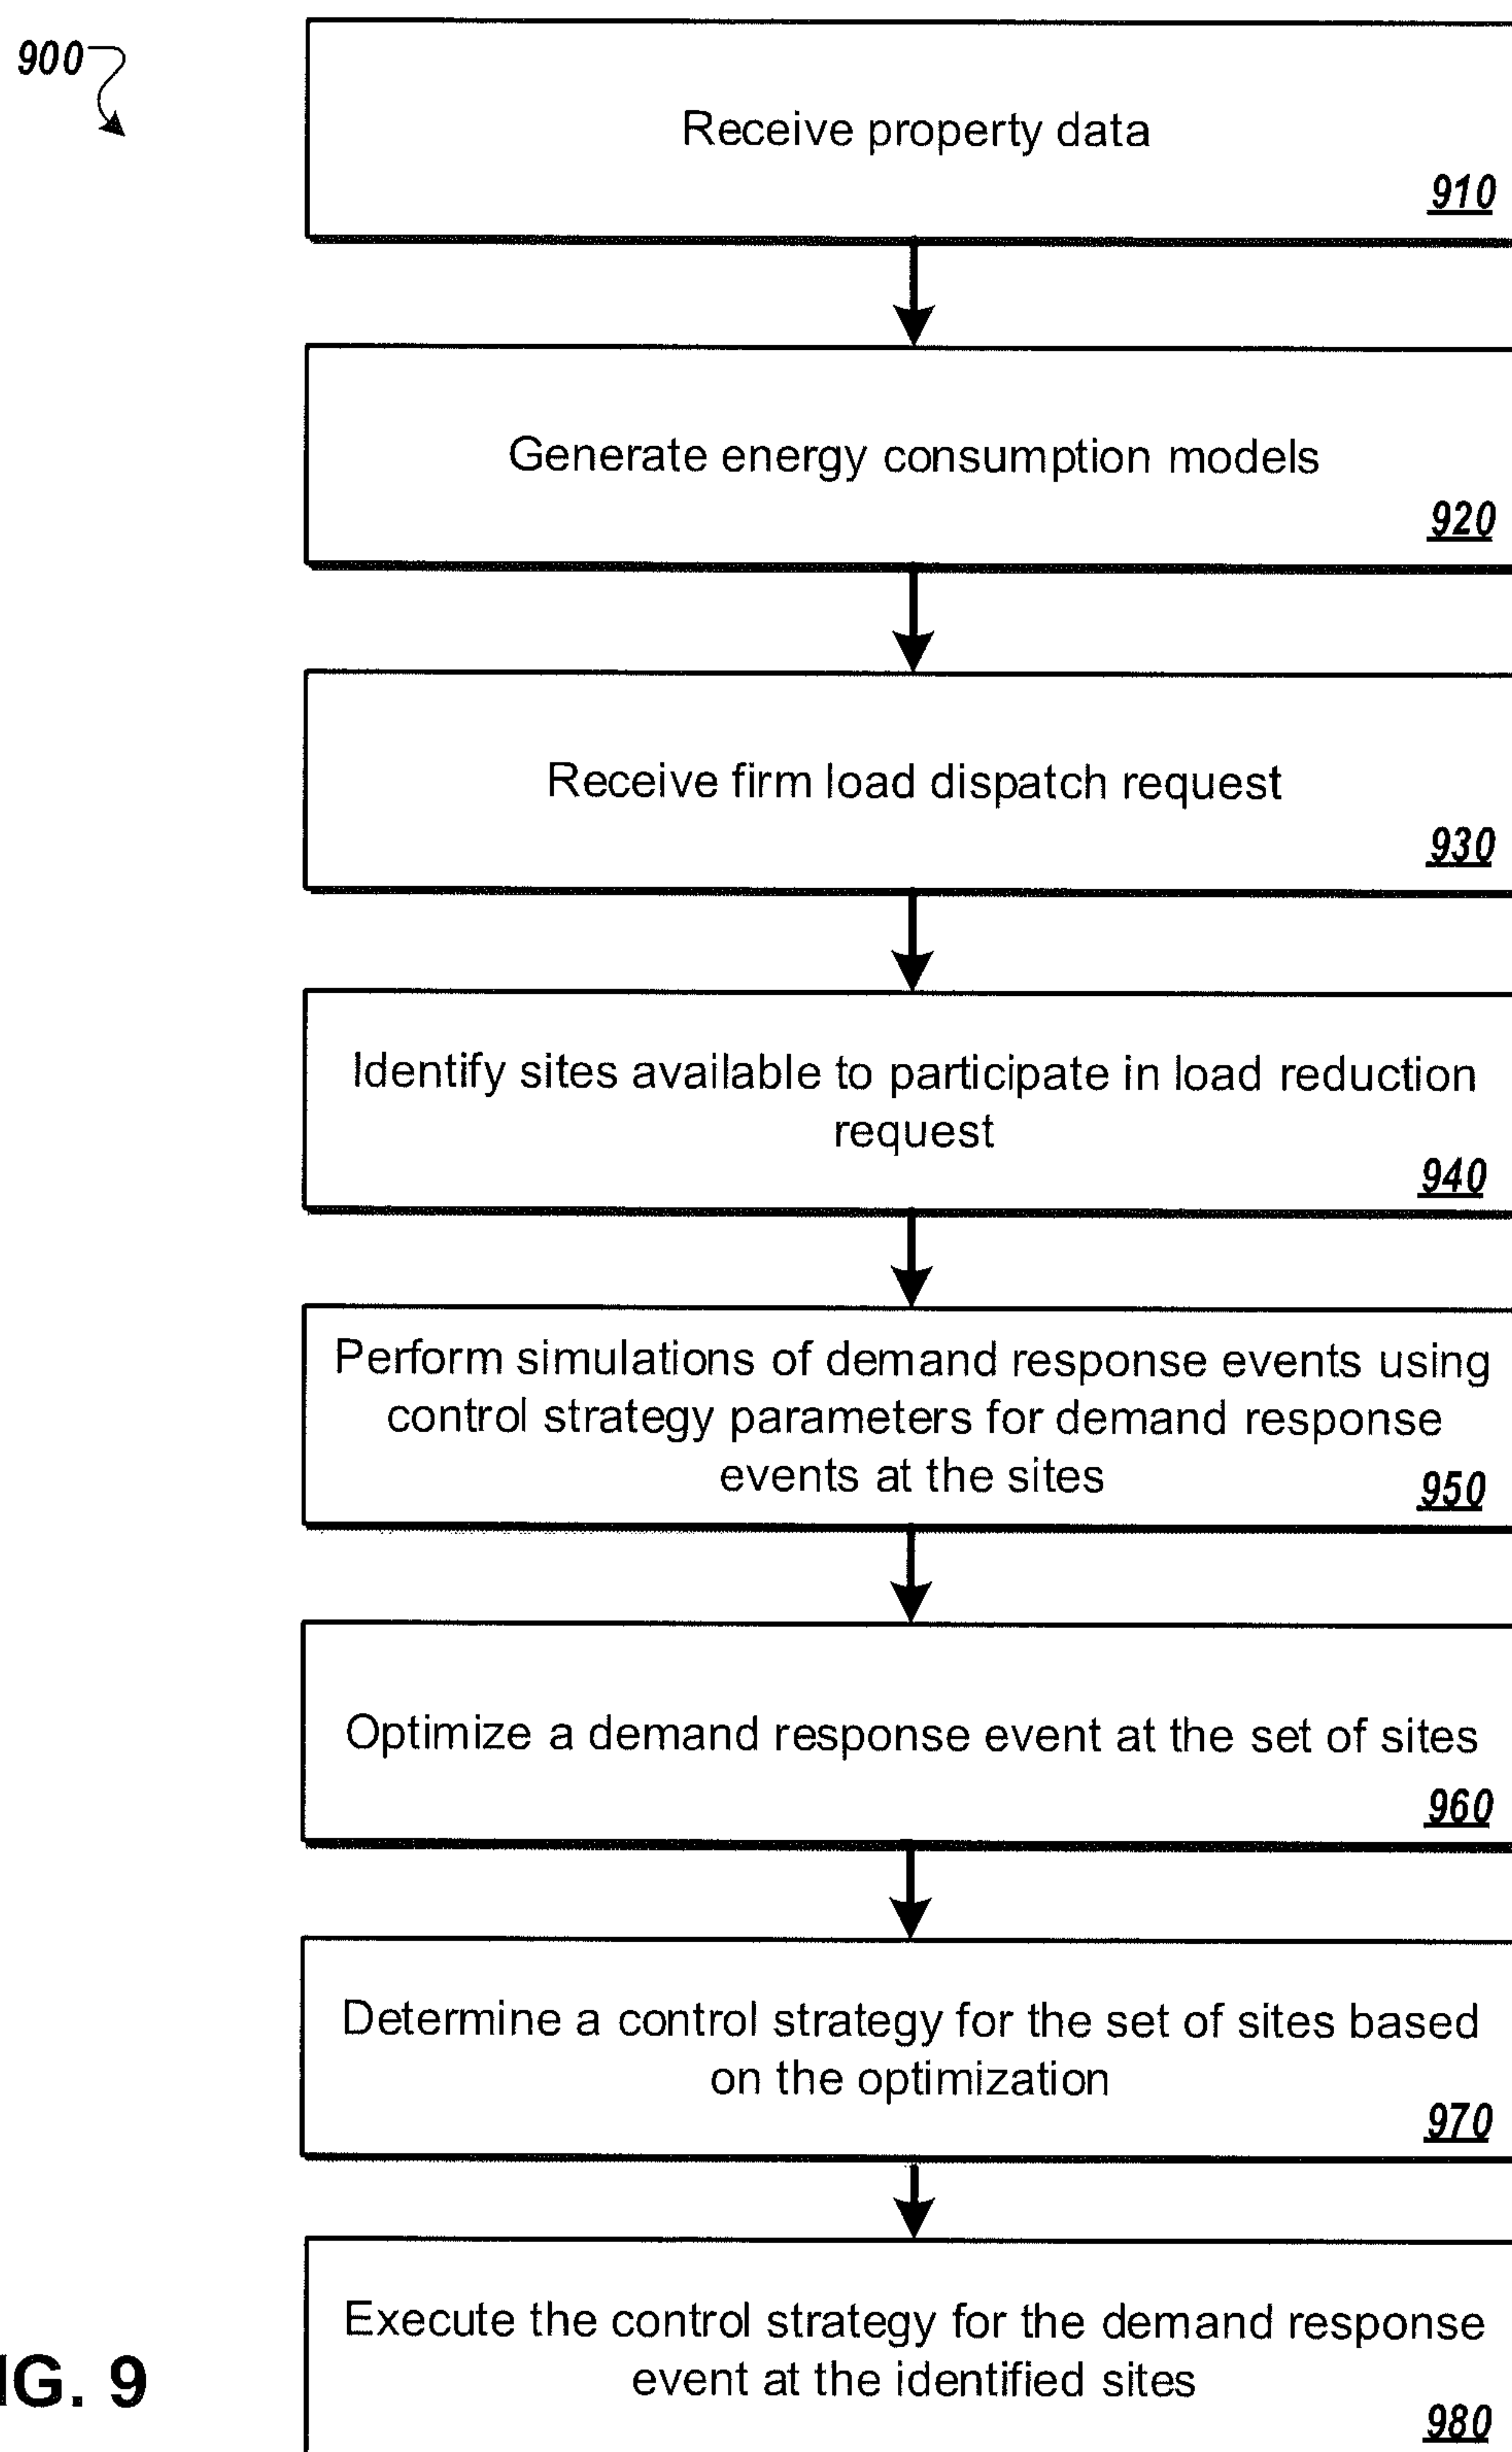 900
Receive property data
910
Generate energy consumption models
920
Receive firm load dispatch request
930
Identify sites available to participate in load reduction
request
940
Perform simulations of demand response events using
control strategy parameters for demand response
events at the sites
950
Optimize a demand response event at the set of sites
960
Determine a control strategy for the set of sites based
on the optimization
970
Execute the control strategy for the demand response
event at the identified sites
980
IG. 9